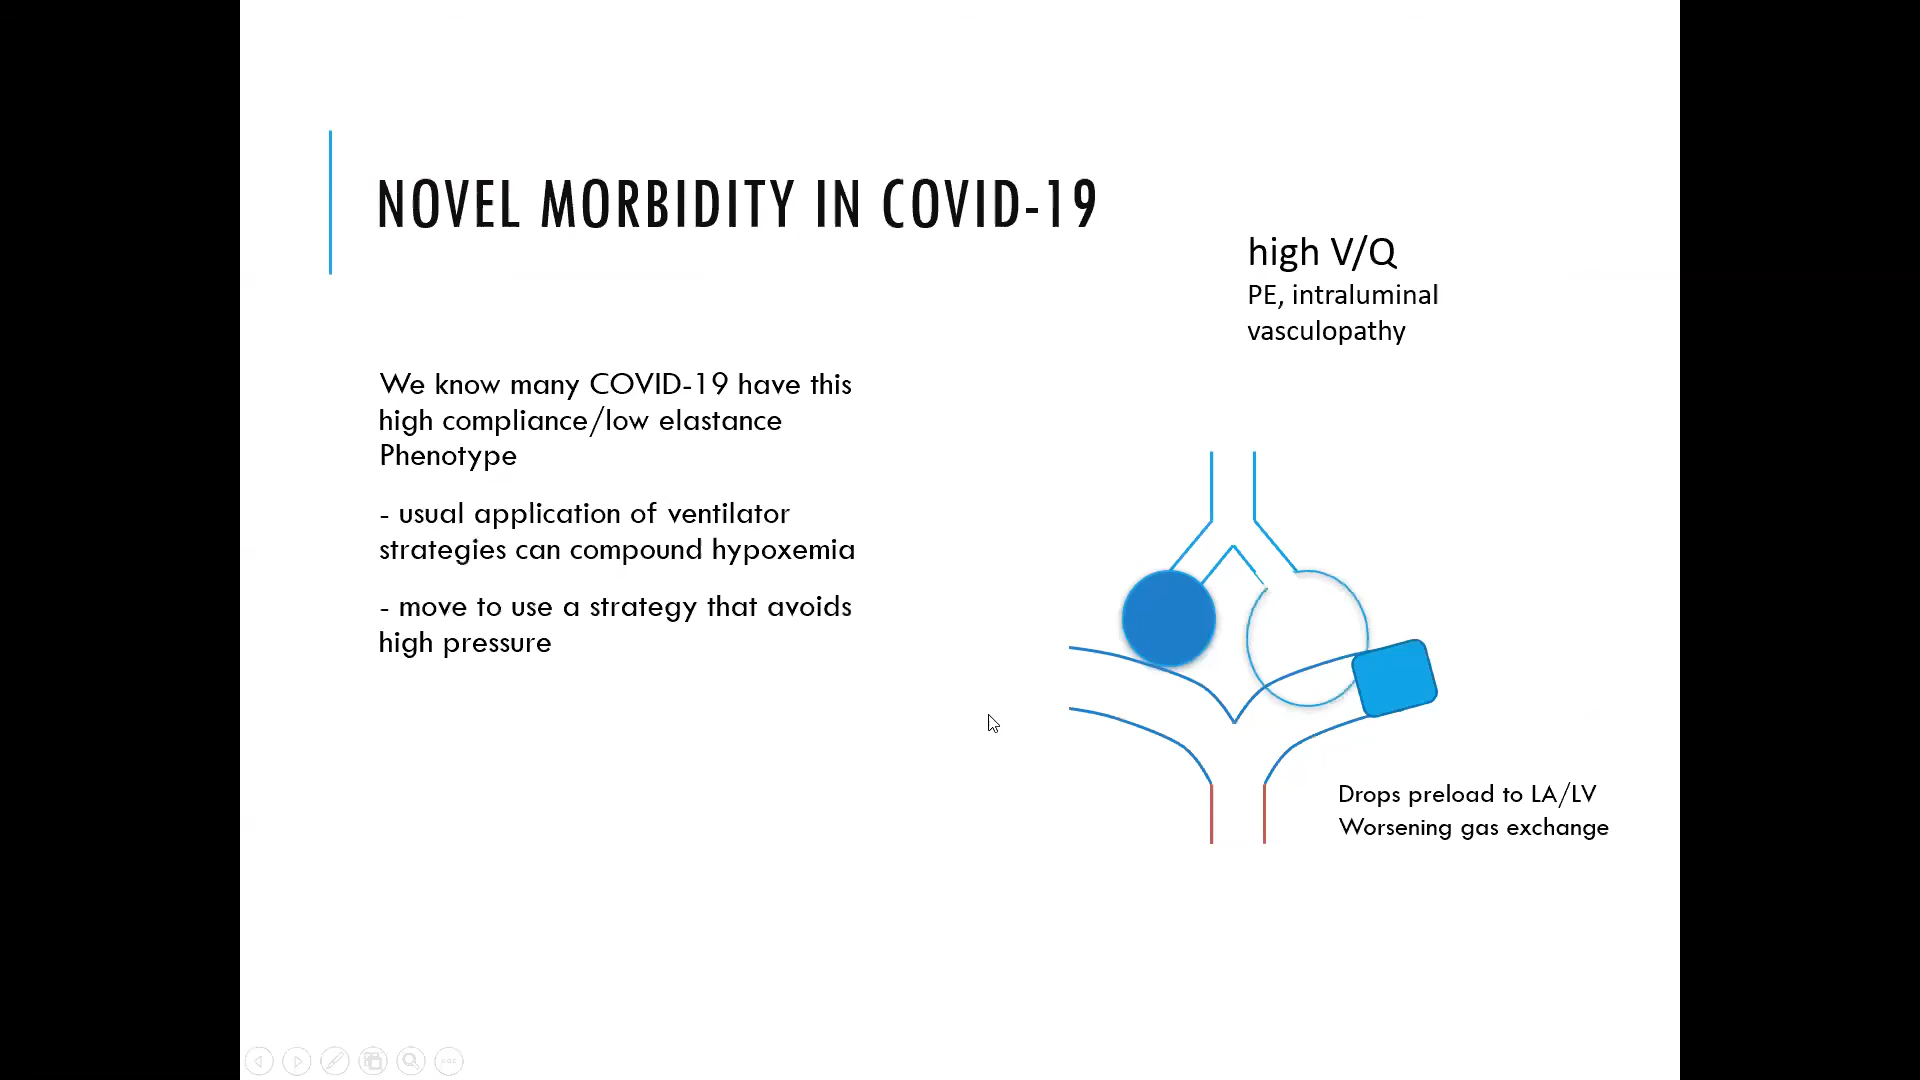 NOVEL MORBIDITY IN COVID-19
high V/Q
PE, intraluminal
vasculopathy
We know many COVID-19 have this
high compliance/low elastance
Phenotype
- usual application of ventilator
strategies can compound hypoxemia
- move to use a strategy that avoids
high pressure
Drops preload to LA/LV
Worsening gas exchange